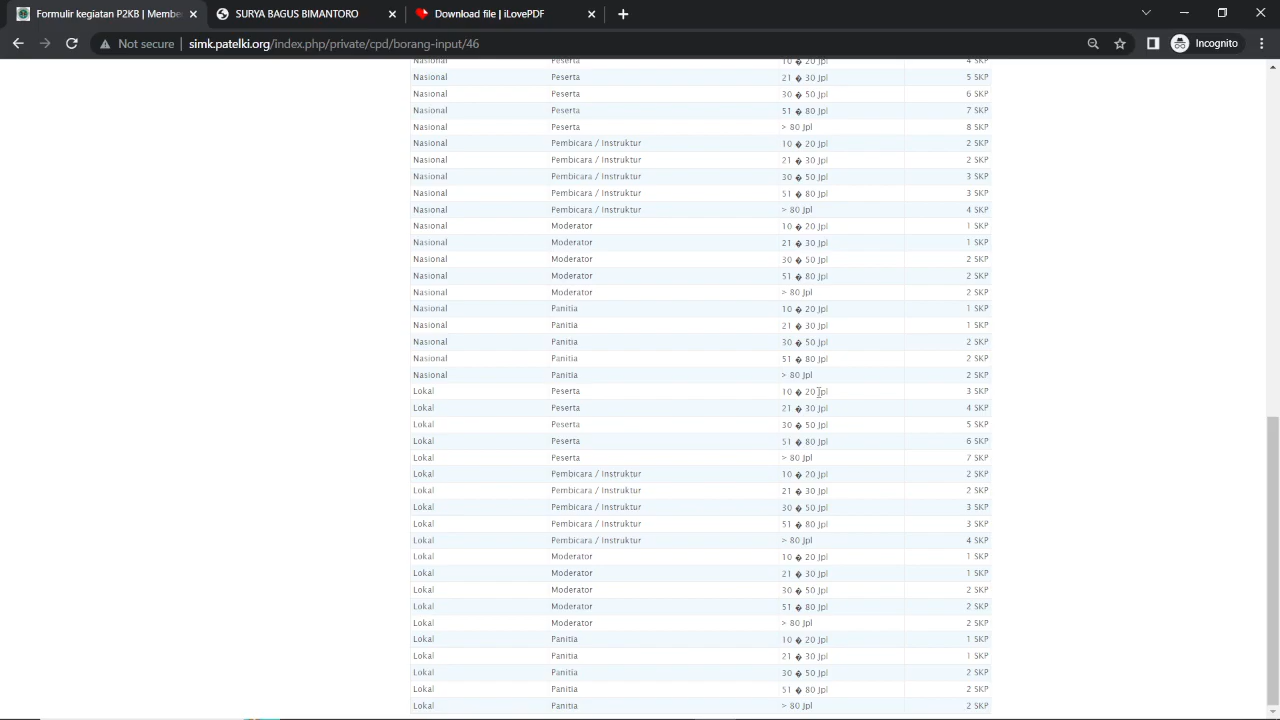 Formulir kegiatan P2KB | Membe
SURYA BAGUS BIMANTORO
Download file | iLovePDF
Not secure
simk.patelki.org/index.php/private/cpd/borang-input/46
Incognito
Nasional Peserta 10 � 20 Jpl 4 SKP
Nasional Peserta 21 � 30 Jpl 5 SKP
Nasional Peserta 30 � 50 Jpl 6 SKP
Nasional Peserta 51 � 80 Jpl 7 SKP
Nasional Peserta > 80 Jpl 8 SKP
Nasional Pembicara / Instruktur 10 � 20 Jpl 2 SKP
Nasional Pembicara / Instruktur 21 � 30 Jpl 2 SKP
Nasional Pembicara / Instruktur 30 � 50 Jpl 3 SKP
Nasional Pembicara / Instruktur 51 � 80 Jpl 3 SKP
Nasional Pembicara / Instruktur > 80 Jpl 4 SKP
Nasional Moderator 10 � 20 Jpl 1 SKP
Nasional Moderator 21 � 30 Jpl 1 SKP
Nasional Moderator 30 � 50 Jpl 2 SKP
Nasional Moderator 51 � 80 Jpl 2 SKP
Nasional Moderator > 80 Jpl 2 SKP
Nasional Panitia 10 � 20 Jpl 1 SKP
Nasional Panitia 21 � 30 Jpl 1 SKP
Nasional Panitia 30 � 50 Jpl 2 SKP
Nasional Panitia 51 � 80 Jpl 2 SKP
Nasional Panitia > 80 Jpl 2 SKP
Lokal Peserta 10 � 20 Jpl 3 SKP
Lokal Peserta 21 � 30 Jpl 4 SKP
Lokal Peserta 30 � 50 Jpl 5 SKP
Lokal Peserta 51 � 80 Jpl 6 SKP
Lokal Peserta > 80 Jpl 7 SKP
Lokal Pembicara / Instruktur 10 � 20 Jpl 2 SKP
Lokal Pembicara / Instruktur 21 � 30 Jpl 2 SKP
Lokal Pembicara / Instruktur 30 � 50 Jpl 3 SKP
Lokal Pembicara / Instruktur 51 � 80 Jpl 3 SKP
Lokal Pembicara / Instruktur > 80 Jpl 4 SKP
Lokal Moderator 10 � 20 Jpl 1 SKP
Lokal Moderator 21 � 30 Jpl 1 SKP
Lokal Moderator 30 � 50 Jpl 2 SKP
Lokal Moderator 51 � 80 Jpl 2 SKP
Lokal Moderator > 80 Jpl 2 SKP
Lokal Panitia 10 � 20 Jpl 1 SKP
Lokal Panitia 21 � 30 Jpl 1 SKP
Lokal Panitia 30 � 50 Jpl 2 SKP
Lokal Panitia 51 � 80 Jpl 2 SKP
Lokal Panitia > 80 Jpl 2 SKP